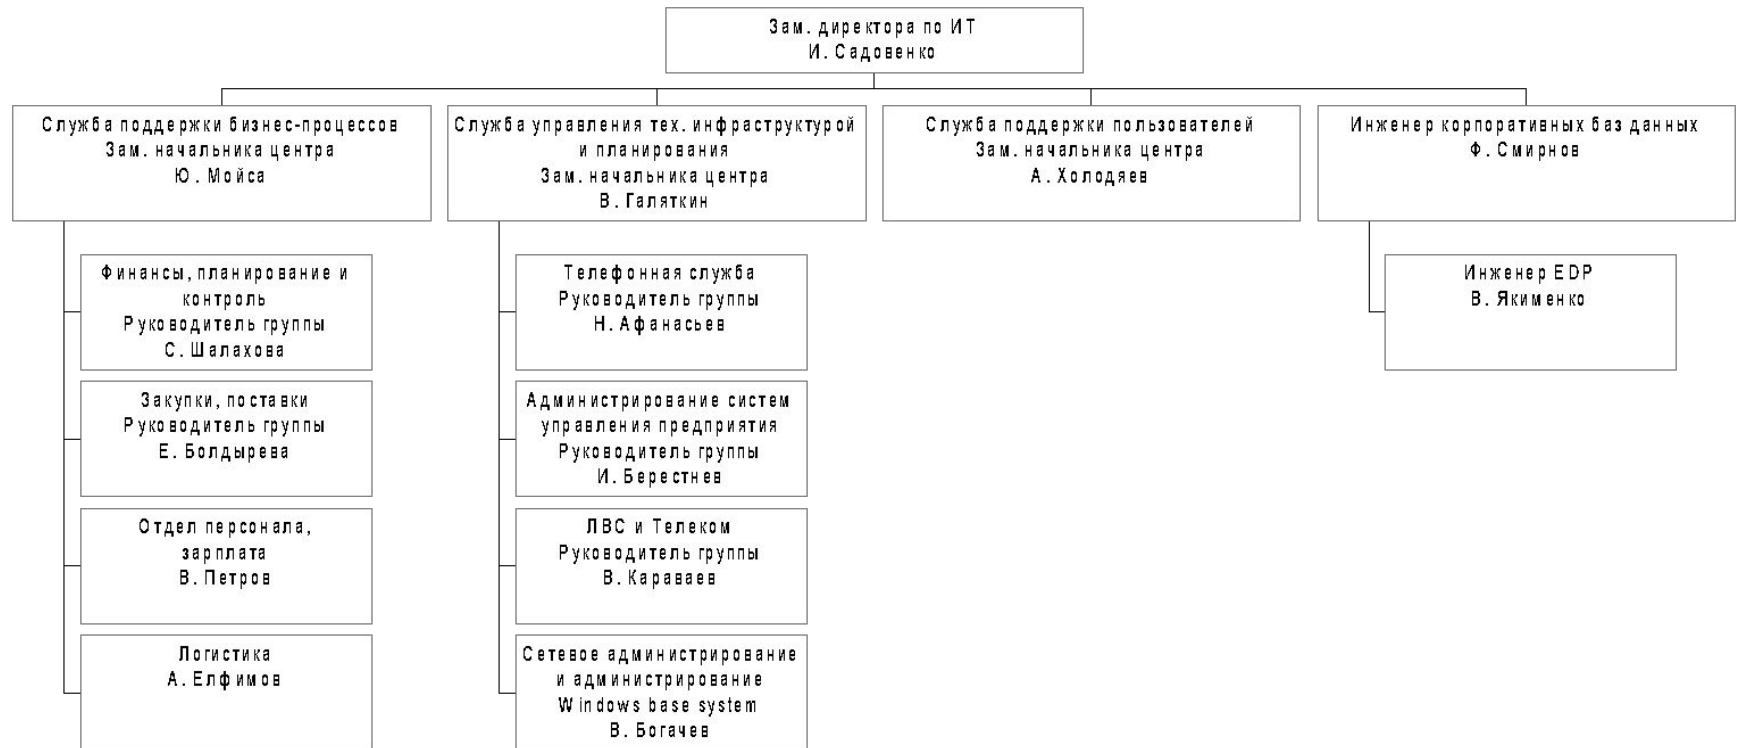 Зам. директора по ИТ
И. Садовенко
Служба поддержки бизнес-процессов
Зам. начальника центра
Ю. Мойса
Служба управления тех. инфраструктурой
и планирования
Зам. начальника центра
В. Галяткин
Служба поддержки пользователей
Зам. начальника центра
А. Холодяев
Инженер корпоративных баз данных
Ф. Смирнов
Финансы, планирование и
контроль
Руководитель группы
С. Шалахова
Закупки, поставки
Руководитель группы
Е. Болдырева
Отдел персонала,
зарплата
В. Петров
Логистика
А. Елфимов
Телефонная служба
Руководитель группы
Н. Афанасьев
Администрирование систем
управления предприятия
Руководитель группы
И. Берестнев
ЛВС и Телеком
Руководитель группы
В. Караваев
Сетевое администрирование
и администрирование
Windows base system
В. Богачев
Инженер EDP
В. Якименко